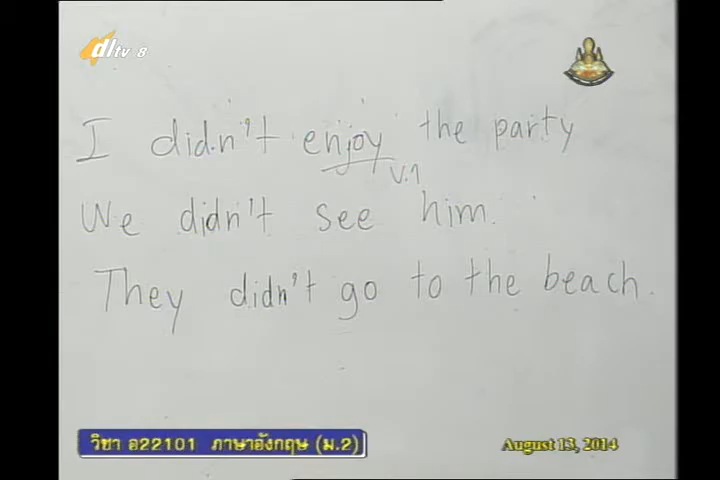 dltv 8
I didn't enjoy the party
V.1
We didn't see him.
They didn't go to the beach.
วิชา อ22101 ภาษาอังกฤษ (ม.2)
August 13, 2014